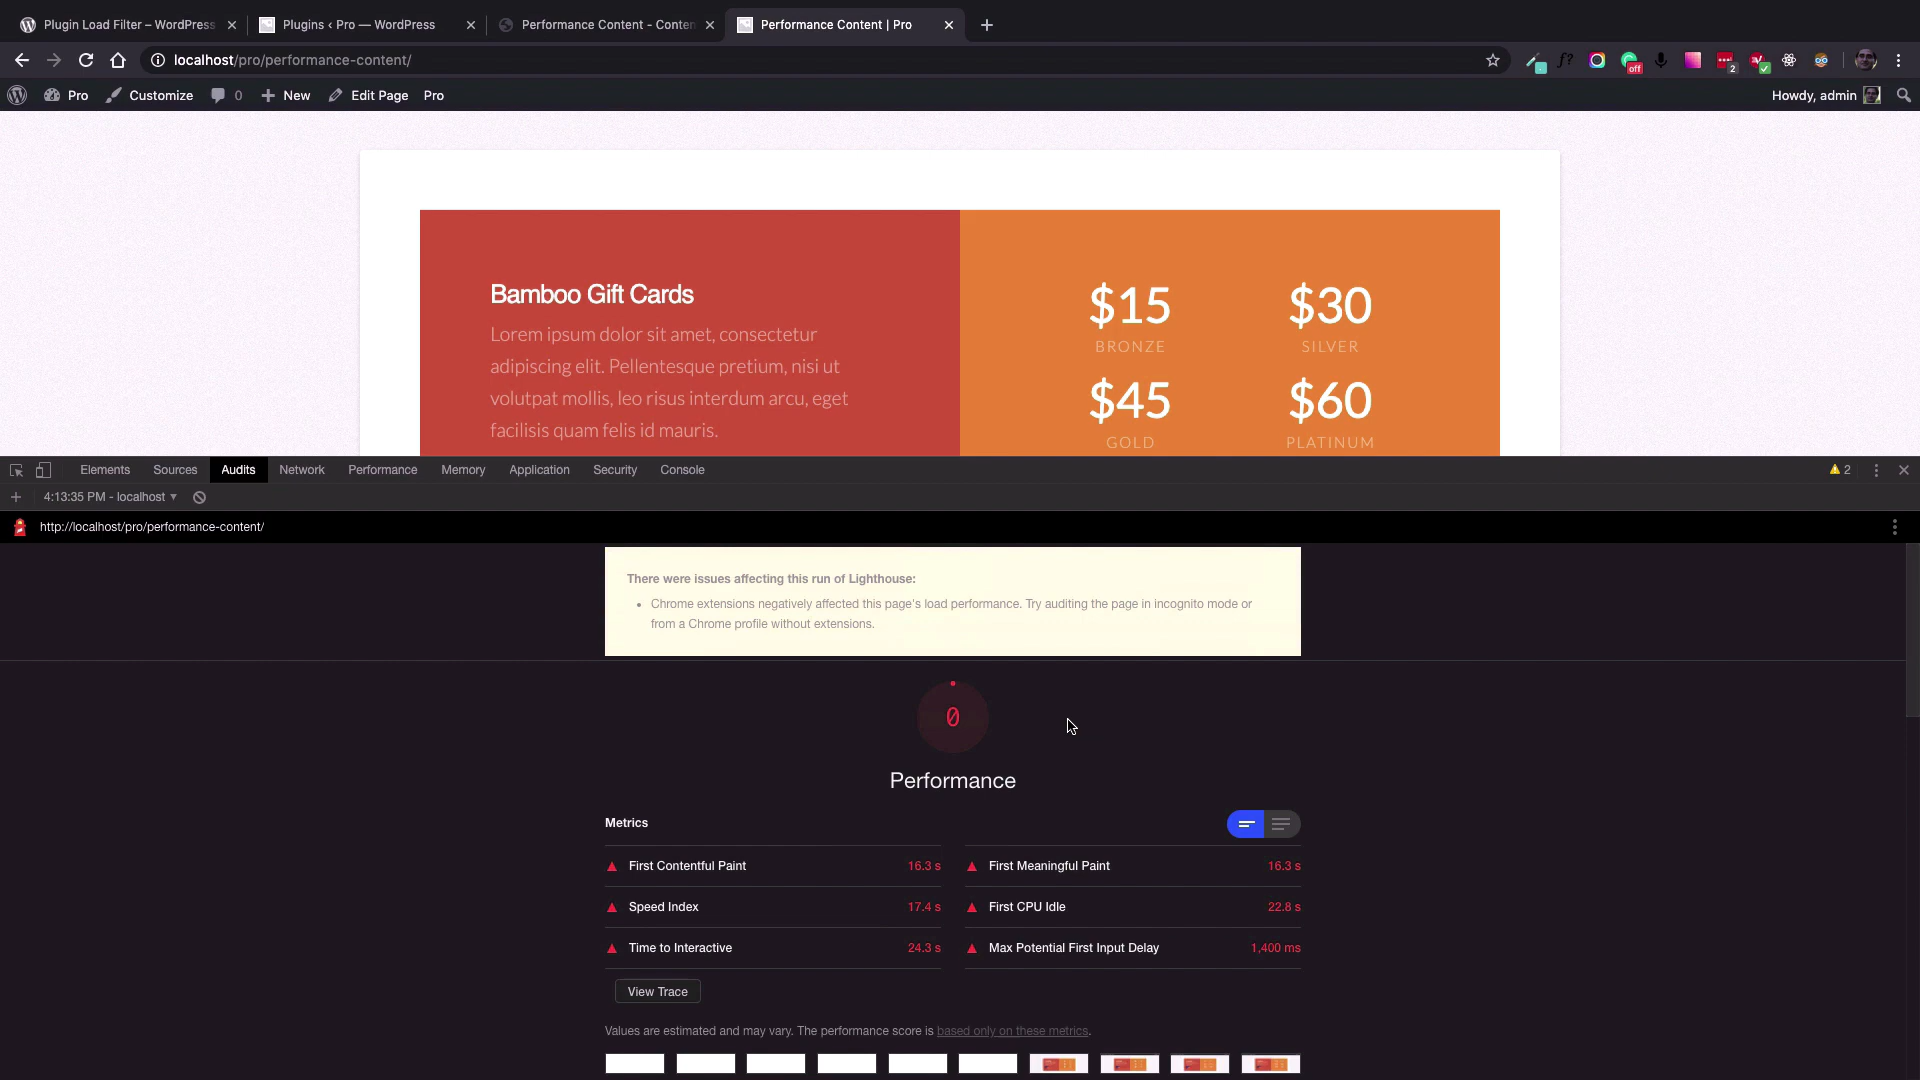 Plugin Load Filter – WordPress
Plugins ‹ Pro — WordPress
Performance Content - Conten
Performance Content | Pro
localhost/pro/performance-content/
f?
off
2
Pro
Customize
0
New
Edit Page
Pro
Howdy, admin
Bamboo Gift Cards
Lorem ipsum dolor sit amet, consectetur
adipiscing elit. Pellentesque pretium, nisi ut
volutpat mollis, leo risus interdum arcu, eget
facilisis quam felis id mauris.
$15
BRONZE
$30
SILVER
$45
GOLD
$60
PLATINUM
Elements
Sources
Audits
Network
Performance
Memory
Application
Security
Console
2
4:13:35 PM - localhost
http://localhost/pro/performance-content/
There were issues affecting this run of Lighthouse:
• Chrome extensions negatively affected this page's load performance. Try auditing the page in incognito mode or
from a Chrome profile without extensions.
0
Performance
Metrics
First Contentful Paint 16.3 s
First Meaningful Paint 16.3 s
Speed Index 17.4 s
First CPU Idle 22.8 s
Time to Interactive 24.3 s
Max Potential First Input Delay 1,400 ms
View Trace
Values are estimated and may vary. The performance score is based only on these metrics.